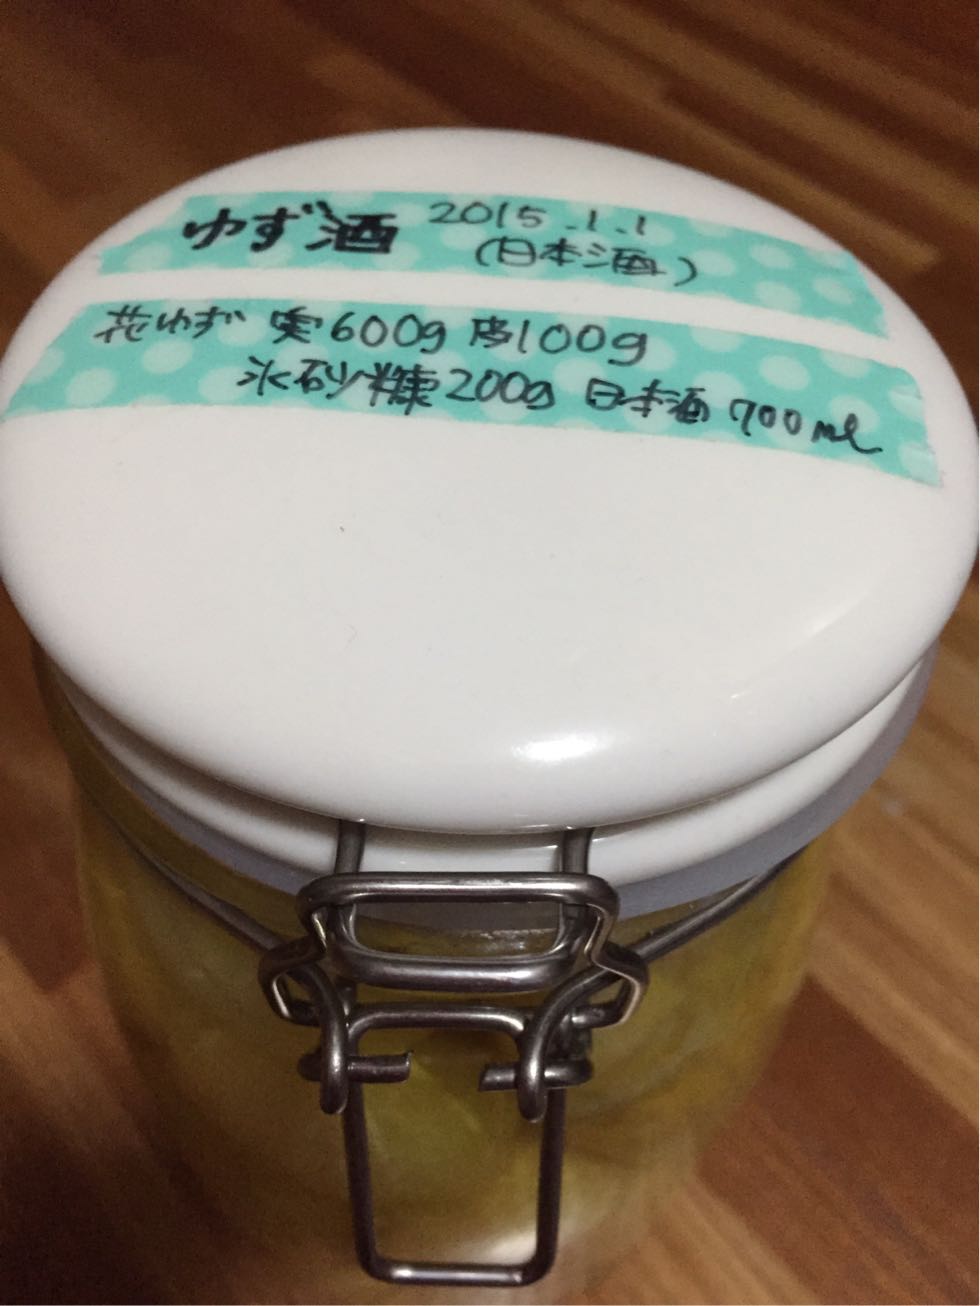 ゆず酒 2015.1.1
(日本酒)
花ゆず 実600g 皮100g
氷砂糖200g 日本酒 700ml